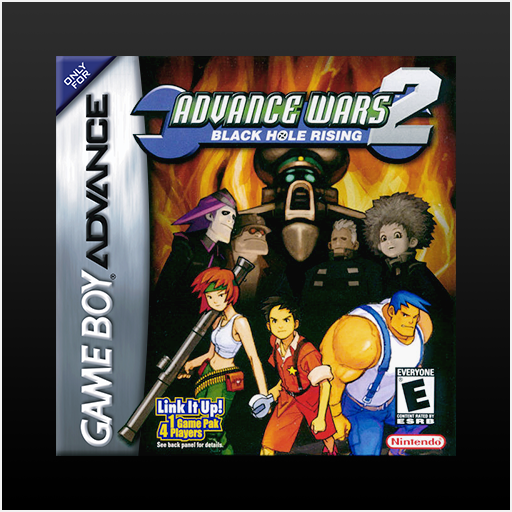 ONLY
FOR
GAME BOY ADVANCE
ADVANCE WARS 2
BLACK HOLE RISING
Link It Up!
1 Game Pak
4 Players
See back panel for details.
EVERYONE
E
CONTENT RATED BY
ESRB
Nintendo